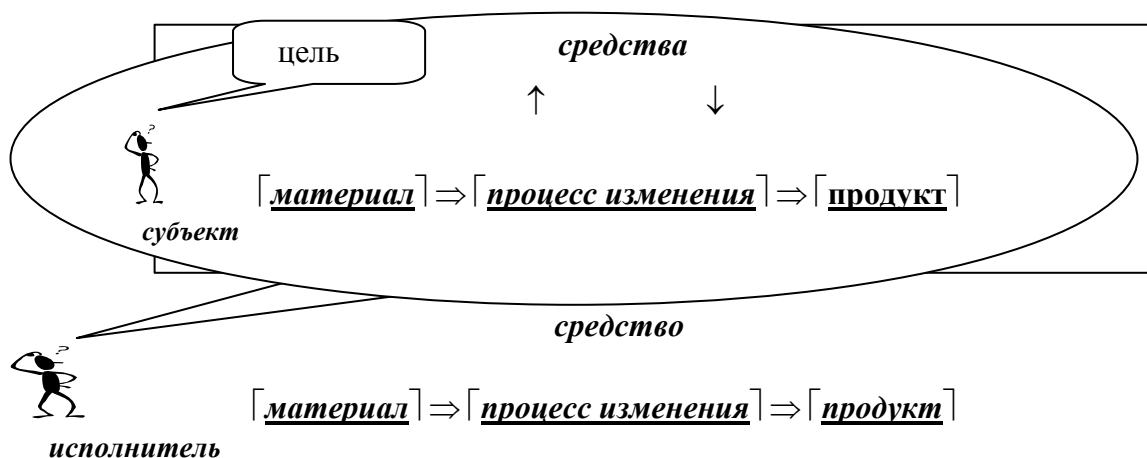 цель
средства
↑ ↓
?
⌈материал⌉⇒⌈процесс изменения⌉⇒⌈продукт⌉
субъект
средство
?
⌈материал⌉⇒⌈процесс изменения⌉⇒⌈продукт⌉
исполнитель